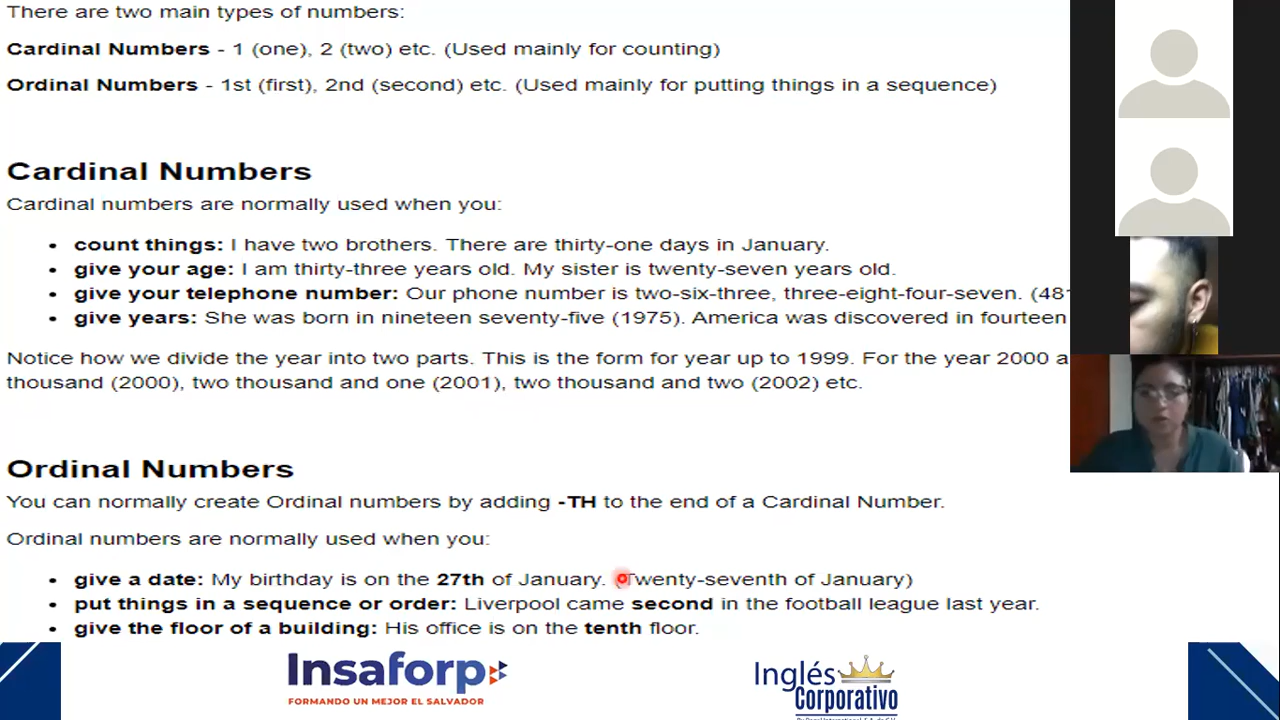 There are two main types of numbers:
Cardinal Numbers - 1 (one), 2 (two) etc. (Used mainly for counting)
Ordinal Numbers - 1st (first), 2nd (second) etc. (Used mainly for putting things in a sequence)
Cardinal Numbers
Cardinal numbers are normally used when you:
• count things: I have two brothers. There are thirty-one days in January.
• give your age: I am thirty-three years old. My sister is twenty-seven years old.
• give your telephone number: Our phone number is two-six-three, three-eight-four-seven. (481
• give years: She was born in nineteen seventy-five (1975). America was discovered in fourteen
Notice how we divide the year into two parts. This is the form for year up to 1999. For the year 2000 a
thousand (2000), two thousand and one (2001), two thousand and two (2002) etc.
Ordinal Numbers
You can normally create Ordinal numbers by adding -TH to the end of a Cardinal Number.
Ordinal numbers are normally used when you:
• give a date: My birthday is on the 27th of January. (Twenty-seventh of January)
• put things in a sequence or order: Liverpool came second in the football league last year.
• give the floor of a building: His office is on the tenth floor.
Insaforp
FORMANDO UN MEJOR EL SALVADOR
Inglés
Corporativo